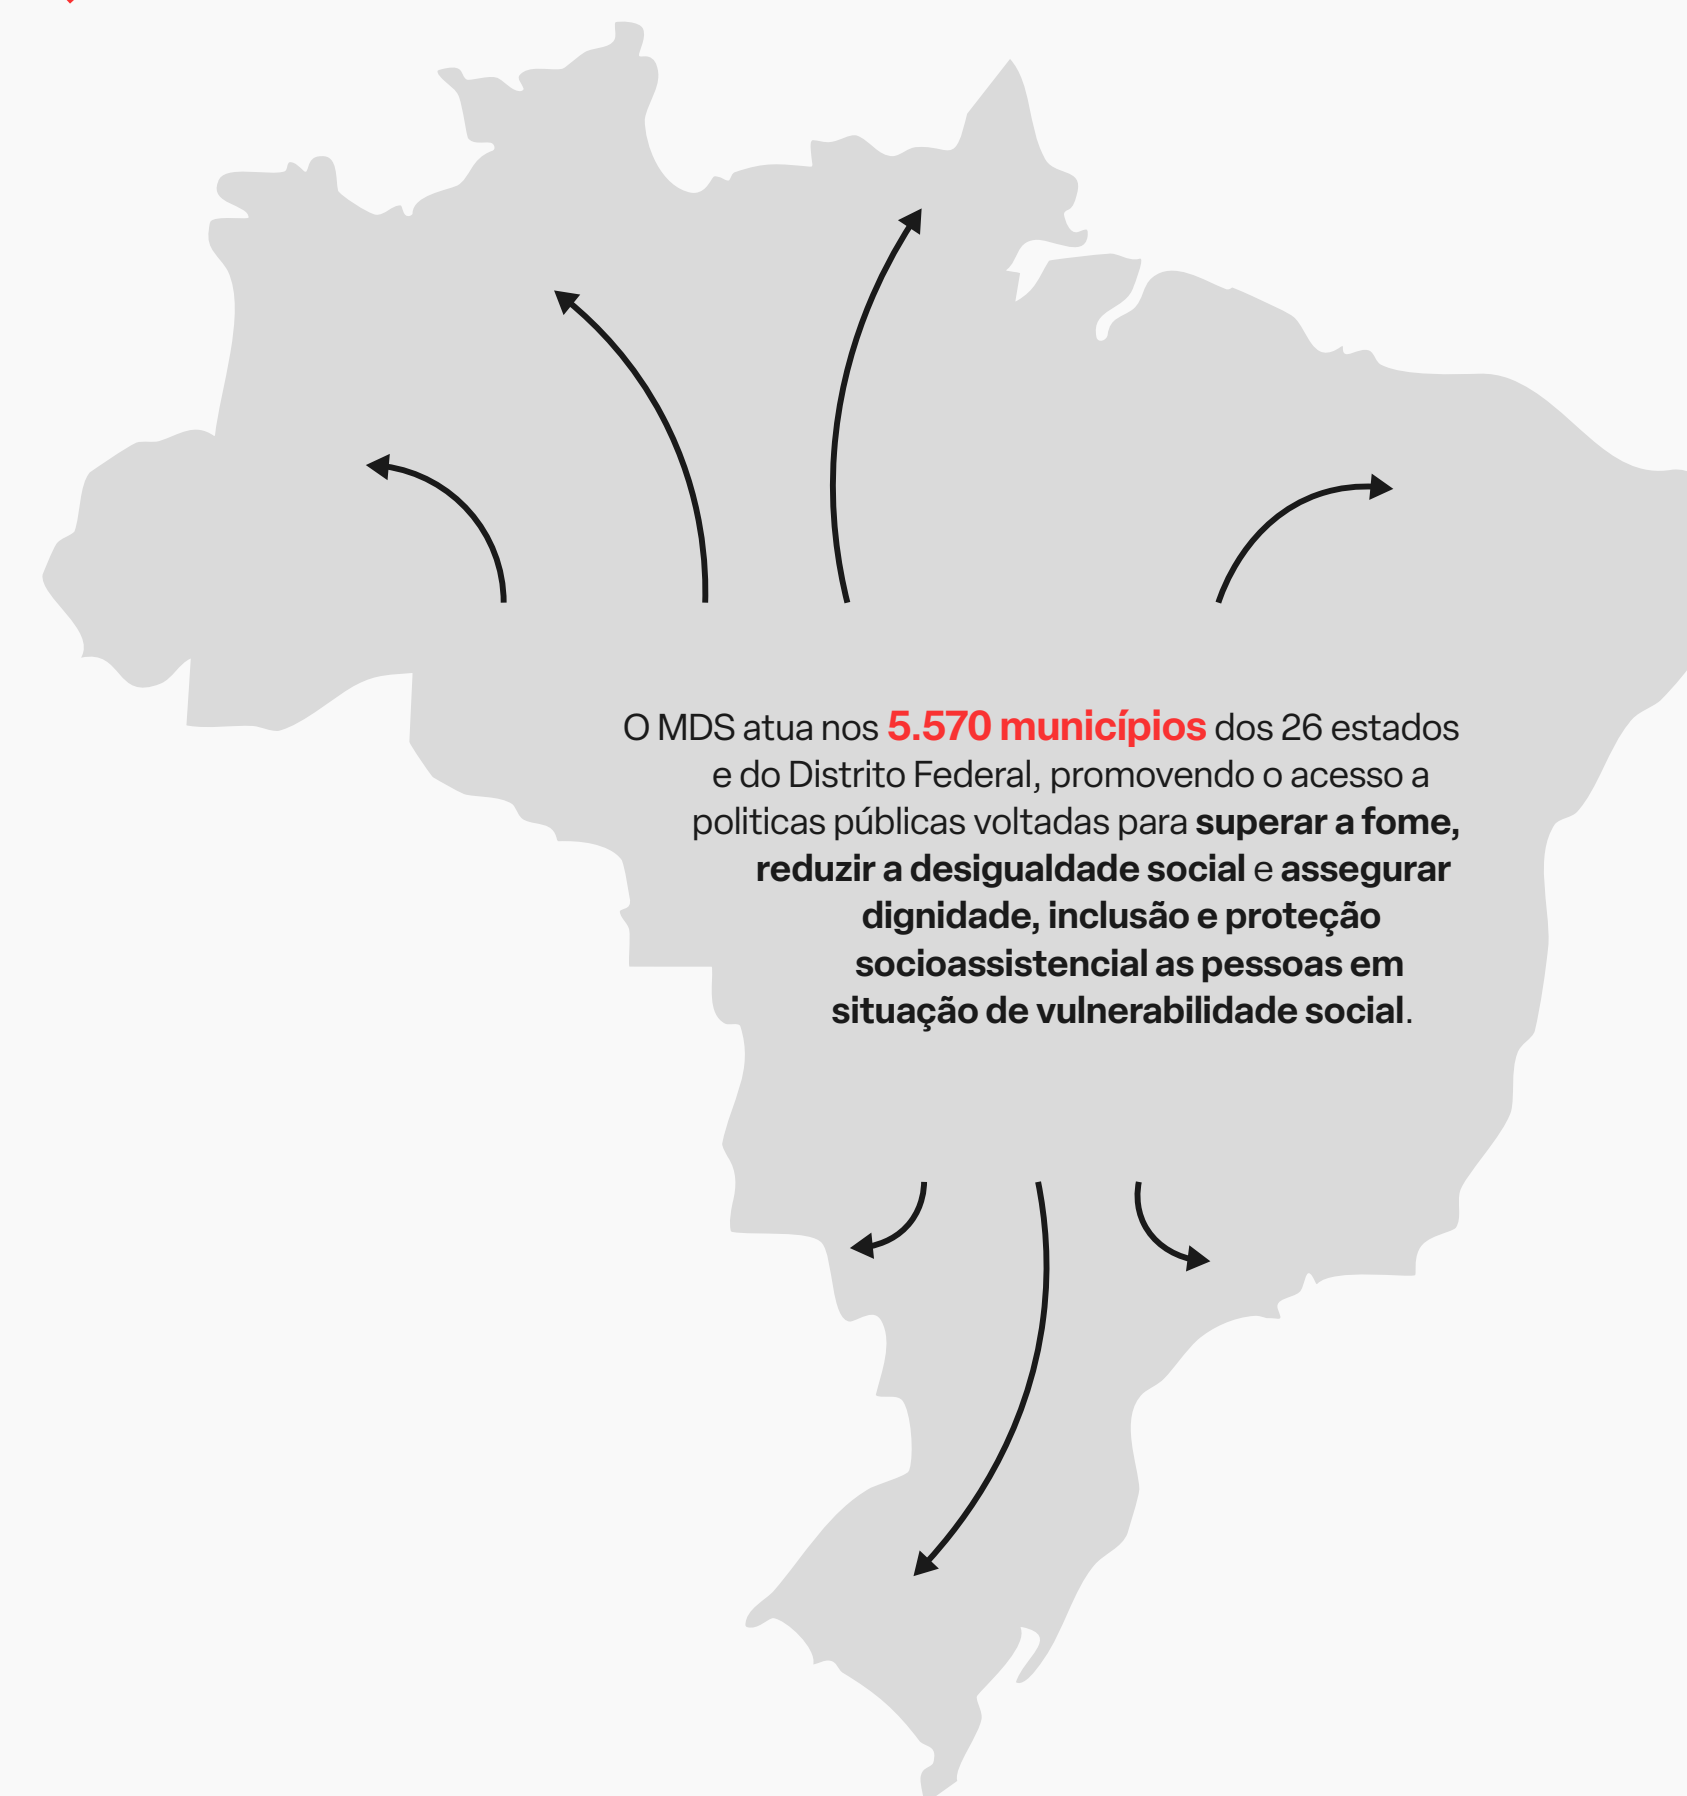 O MDS atua nos 5.570 municípios dos 26 estados
e do Distrito Federal, promovendo o acesso a
politicas públicas voltadas para superar a fome,
reduzir a desigualdade social e assegurar
dignidade, inclusão e proteção
socioassistencial as pessoas em
situação de vulnerabilidade social.